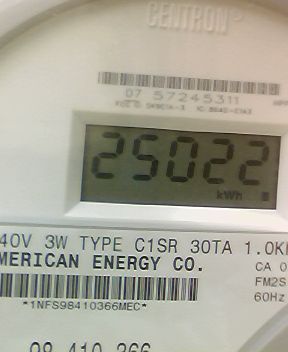 CENTRON
07 57245311
25022
kWh
40V 3W TYPE C1SR 30TA 1.0K
MERICAN ENERGY CO.
CA 0
FM2S
60Hz
*1NFS98410366MEC*
98 410 366